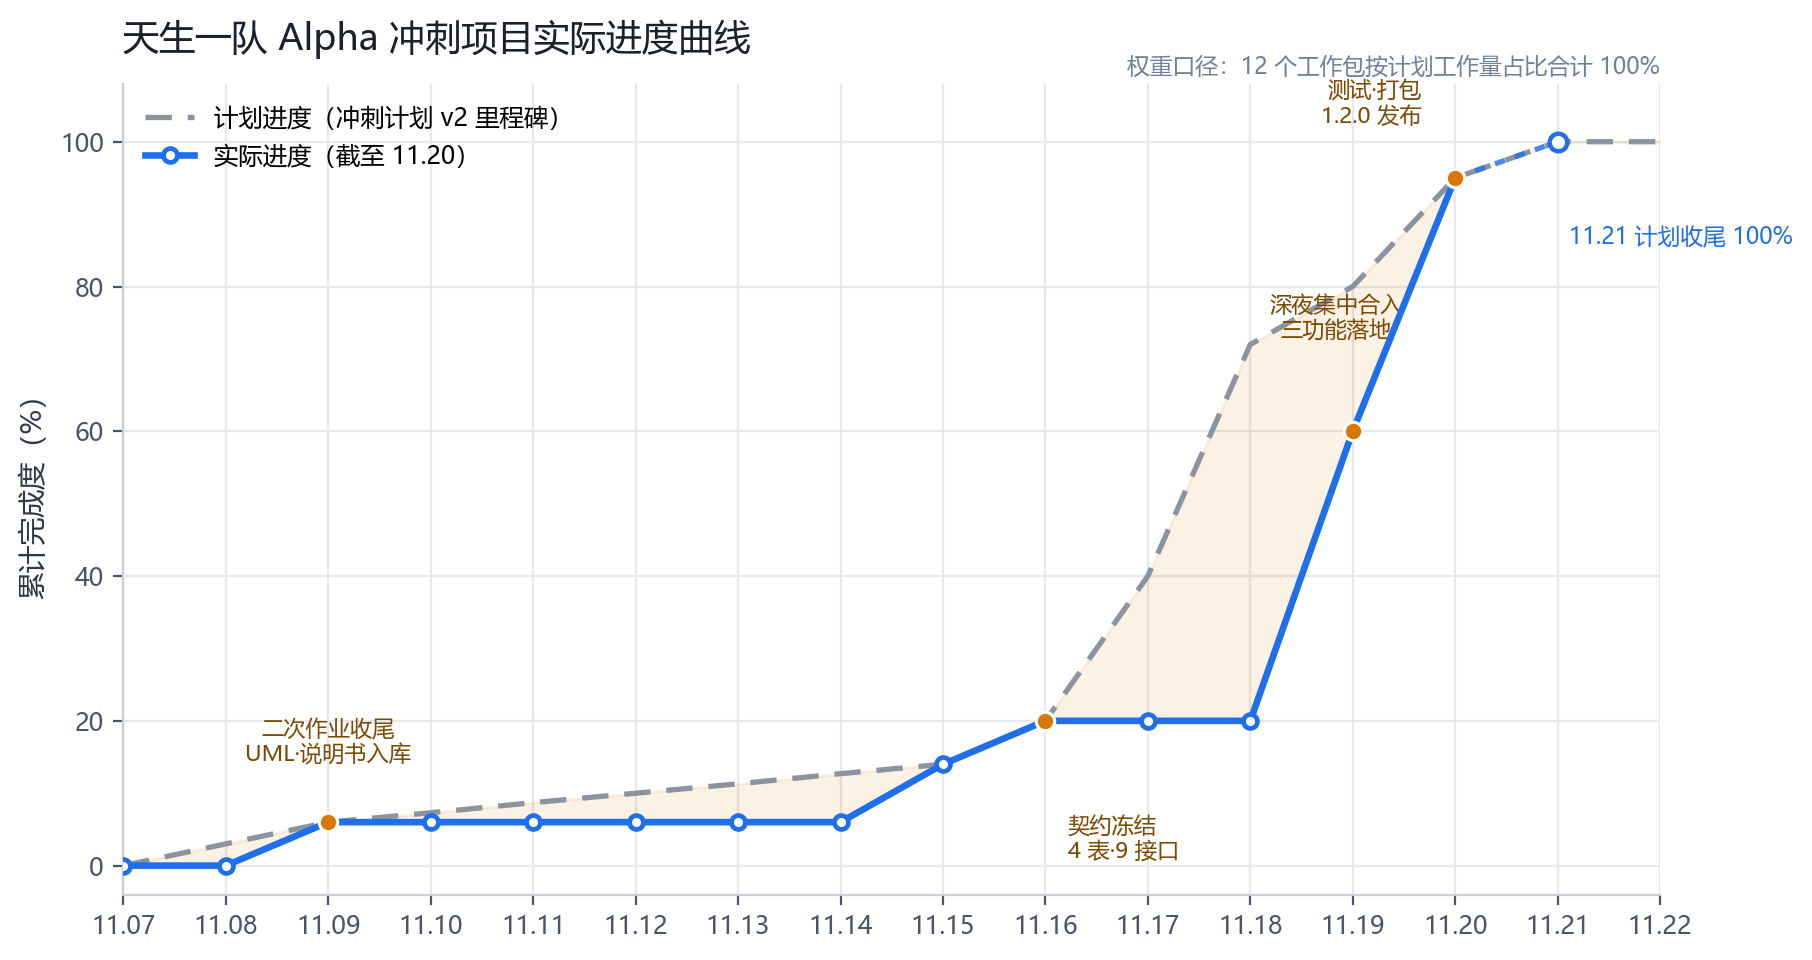 天生一队 Alpha 冲刺项目实际进度曲线
权重口径：12 个工作包按计划工作量占比合计 100%
计划进度（冲刺计划 v2 里程碑）
实际进度（截至 11.20）
测试·打包
1.2.0 发布
11.21 计划收尾 100%
深夜集中合入
三功能落地
二次作业收尾
UML·说明书入库
契约冻结
4 表·9 接口
累计完成度（%）
100
80
60
40
20
0
11.07 11.08 11.09 11.10 11.11 11.12 11.13 11.14 11.15 11.16 11.17 11.18 11.19 11.20 11.21 11.22